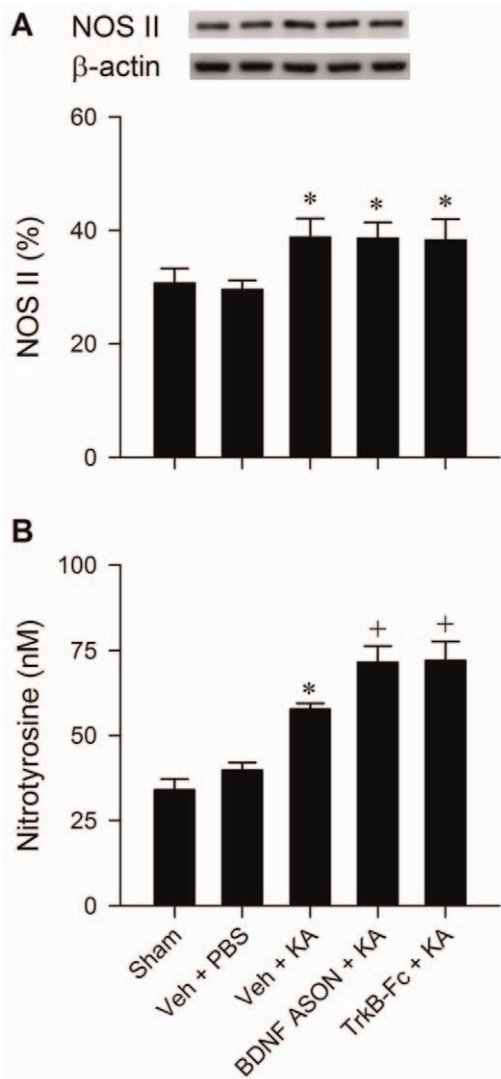 A
NOS II
β-actin
60
40
20
0
NOS II (%)
* * *
B
100
75
50
25
0
Nitrotyrosine (nM)
* + +
Sham
Veh + PBS
Veh + KA
BDNF ASON + KA
TrkB-Fc + KA